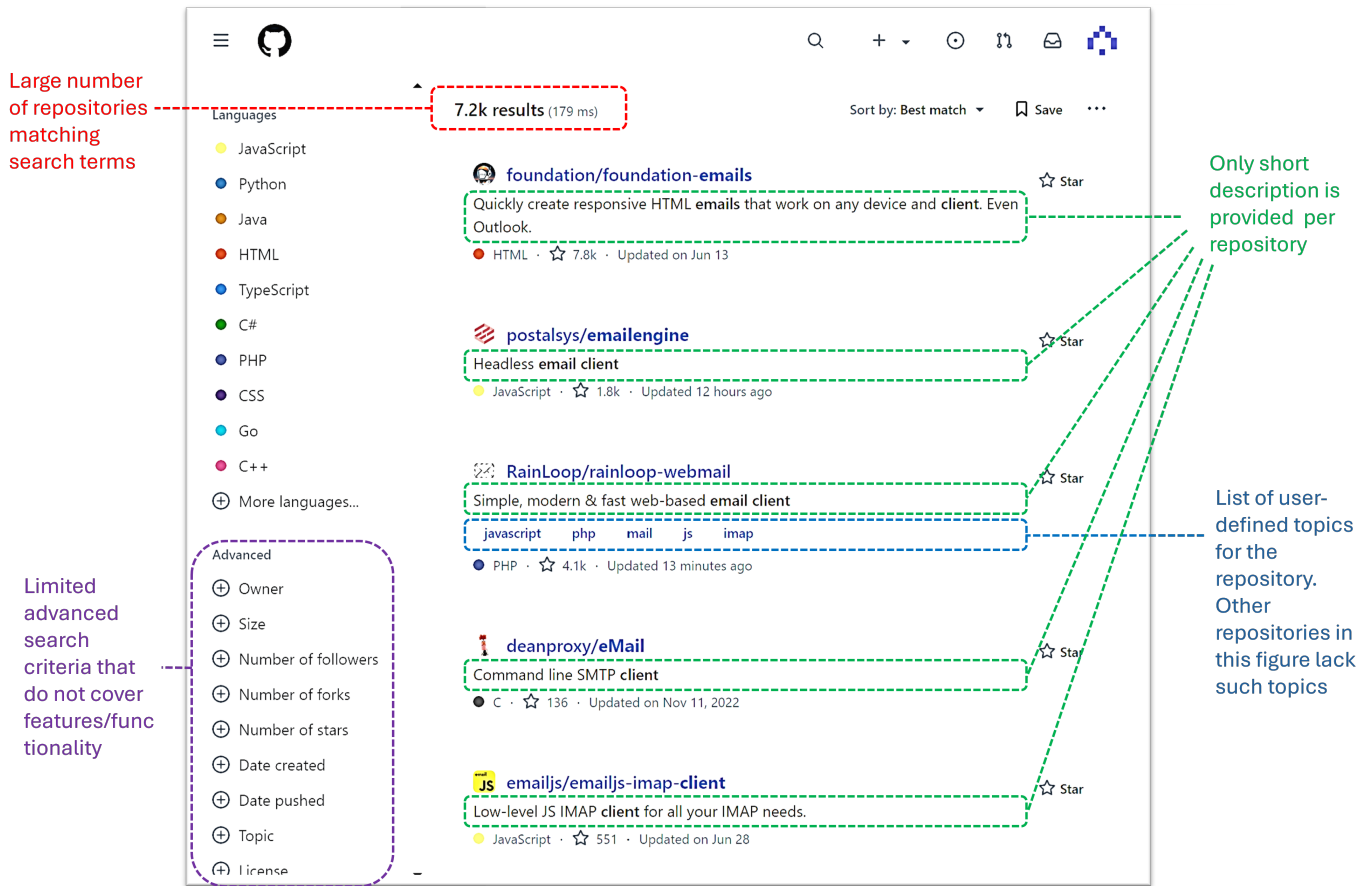 Large number
of repositories
matching
search terms
Languages
JavaScript
Python
Java
HTML
TypeScript
C#
PHP
CSS
Go
C++
More languages...
Advanced
Owner
Size
Number of followers
Number of forks
Number of stars
Date created
Date pushed
Topic
License
Limited
advanced
search
criteria that
do not cover
features/func
tionality
7.2k results (179 ms)
Sort by: Best match
Save
foundation/foundation-emails
Star
Quickly create responsive HTML emails that work on any device and client. Even
Outlook.
HTML · 7.8k · Updated on Jun 13
postalsys/emailengine
Star
Headless email client
JavaScript · 1.8k · Updated 12 hours ago
RainLoop/rainloop-webmail
Star
Simple, modern & fast web-based email client
javascript php mail js imap
PHP · 4.1k · Updated 13 minutes ago
deanproxy/eMail
Star
Command line SMTP client
C · 136 · Updated on Nov 11, 2022
email
JS
emailjs/emailjs-imap-client
Star
Low-level JS IMAP client for all your IMAP needs.
JavaScript · 551 · Updated on Jun 28
Only short
description is
provided per
repository
List of user-
defined topics
for the
repository.
Other
repositories in
this figure lack
such topics